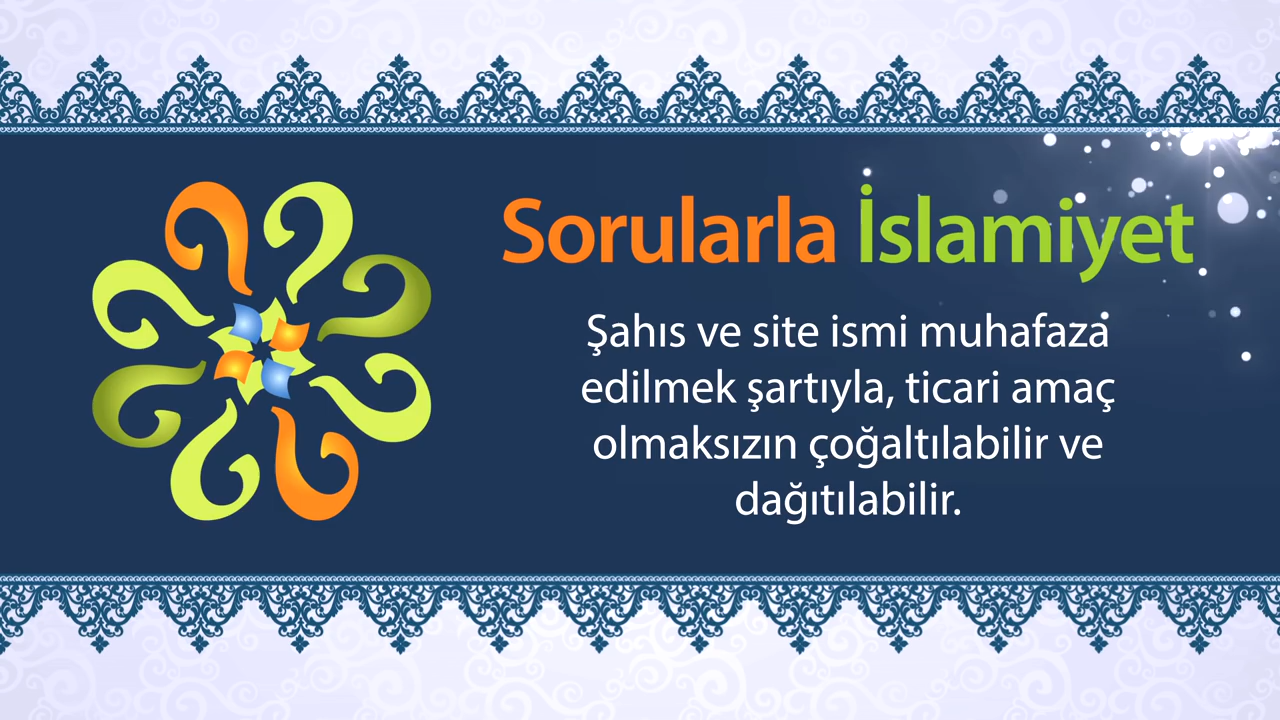 Sorularla İslamiyet
Şahıs ve site ismi muhafaza
edilmek şartıyla, ticari amaç
olmaksızın çoğaltılabilir ve
dağıtılabilir.